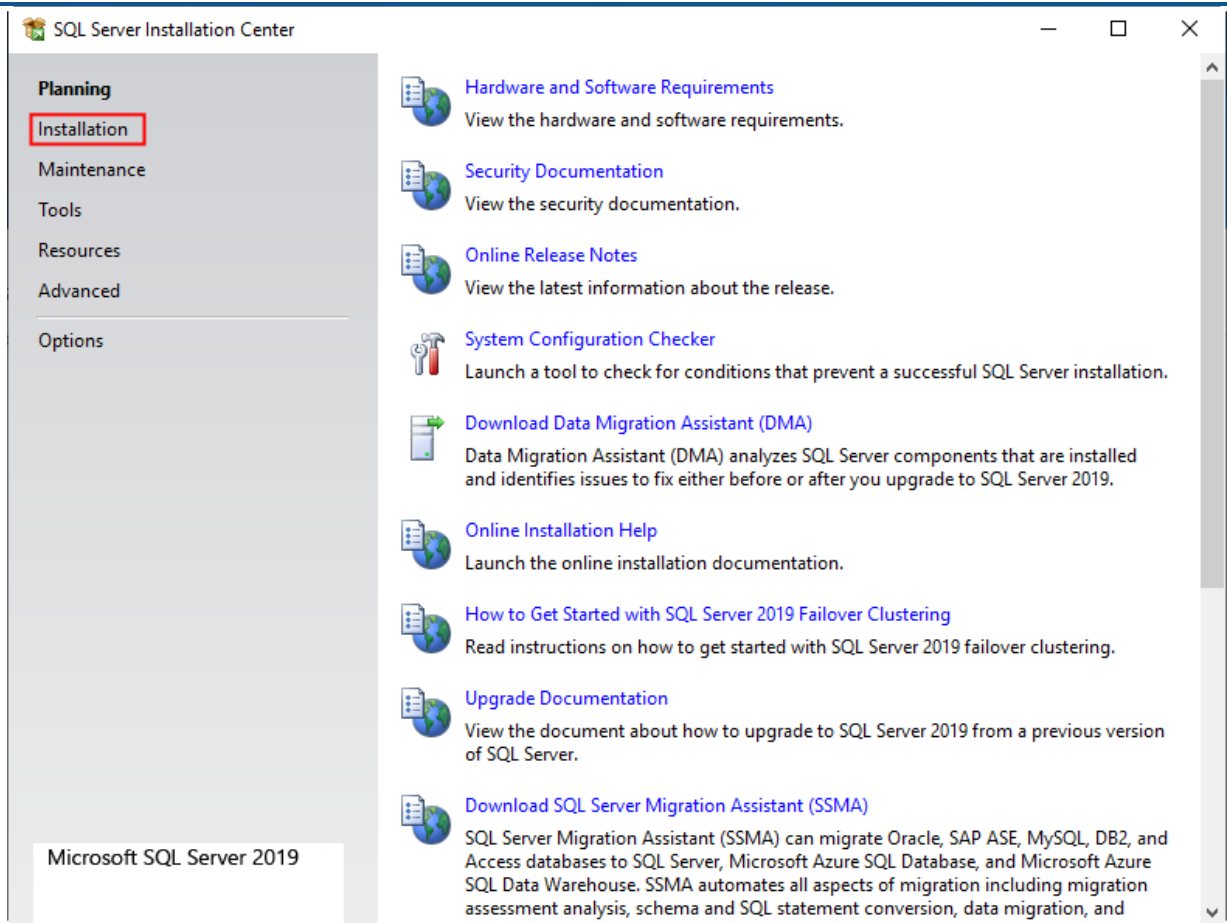 SQL Server Installation Center
Planning
Installation
Maintenance
Tools
Resources
Advanced
Options
Microsoft SQL Server 2019
Hardware and Software Requirements
View the hardware and software requirements.
Security Documentation
View the security documentation.
Online Release Notes
View the latest information about the release.
System Configuration Checker
Launch a tool to check for conditions that prevent a successful SQL Server installation.
Download Data Migration Assistant (DMA)
Data Migration Assistant (DMA) analyzes SQL Server components that are installed
and identifies issues to fix either before or after you upgrade to SQL Server 2019.
Online Installation Help
Launch the online installation documentation.
How to Get Started with SQL Server 2019 Failover Clustering
Read instructions on how to get started with SQL Server 2019 failover clustering.
Upgrade Documentation
View the document about how to upgrade to SQL Server 2019 from a previous version
of SQL Server.
Download SQL Server Migration Assistant (SSMA)
SQL Server Migration Assistant (SSMA) can migrate Oracle, SAP ASE, MySQL, DB2, and
Access databases to SQL Server, Microsoft Azure SQL Database, and Microsoft Azure
SQL Data Warehouse. SSMA automates all aspects of migration including migration
assessment analysis, schema and SQL statement conversion, data migration, and